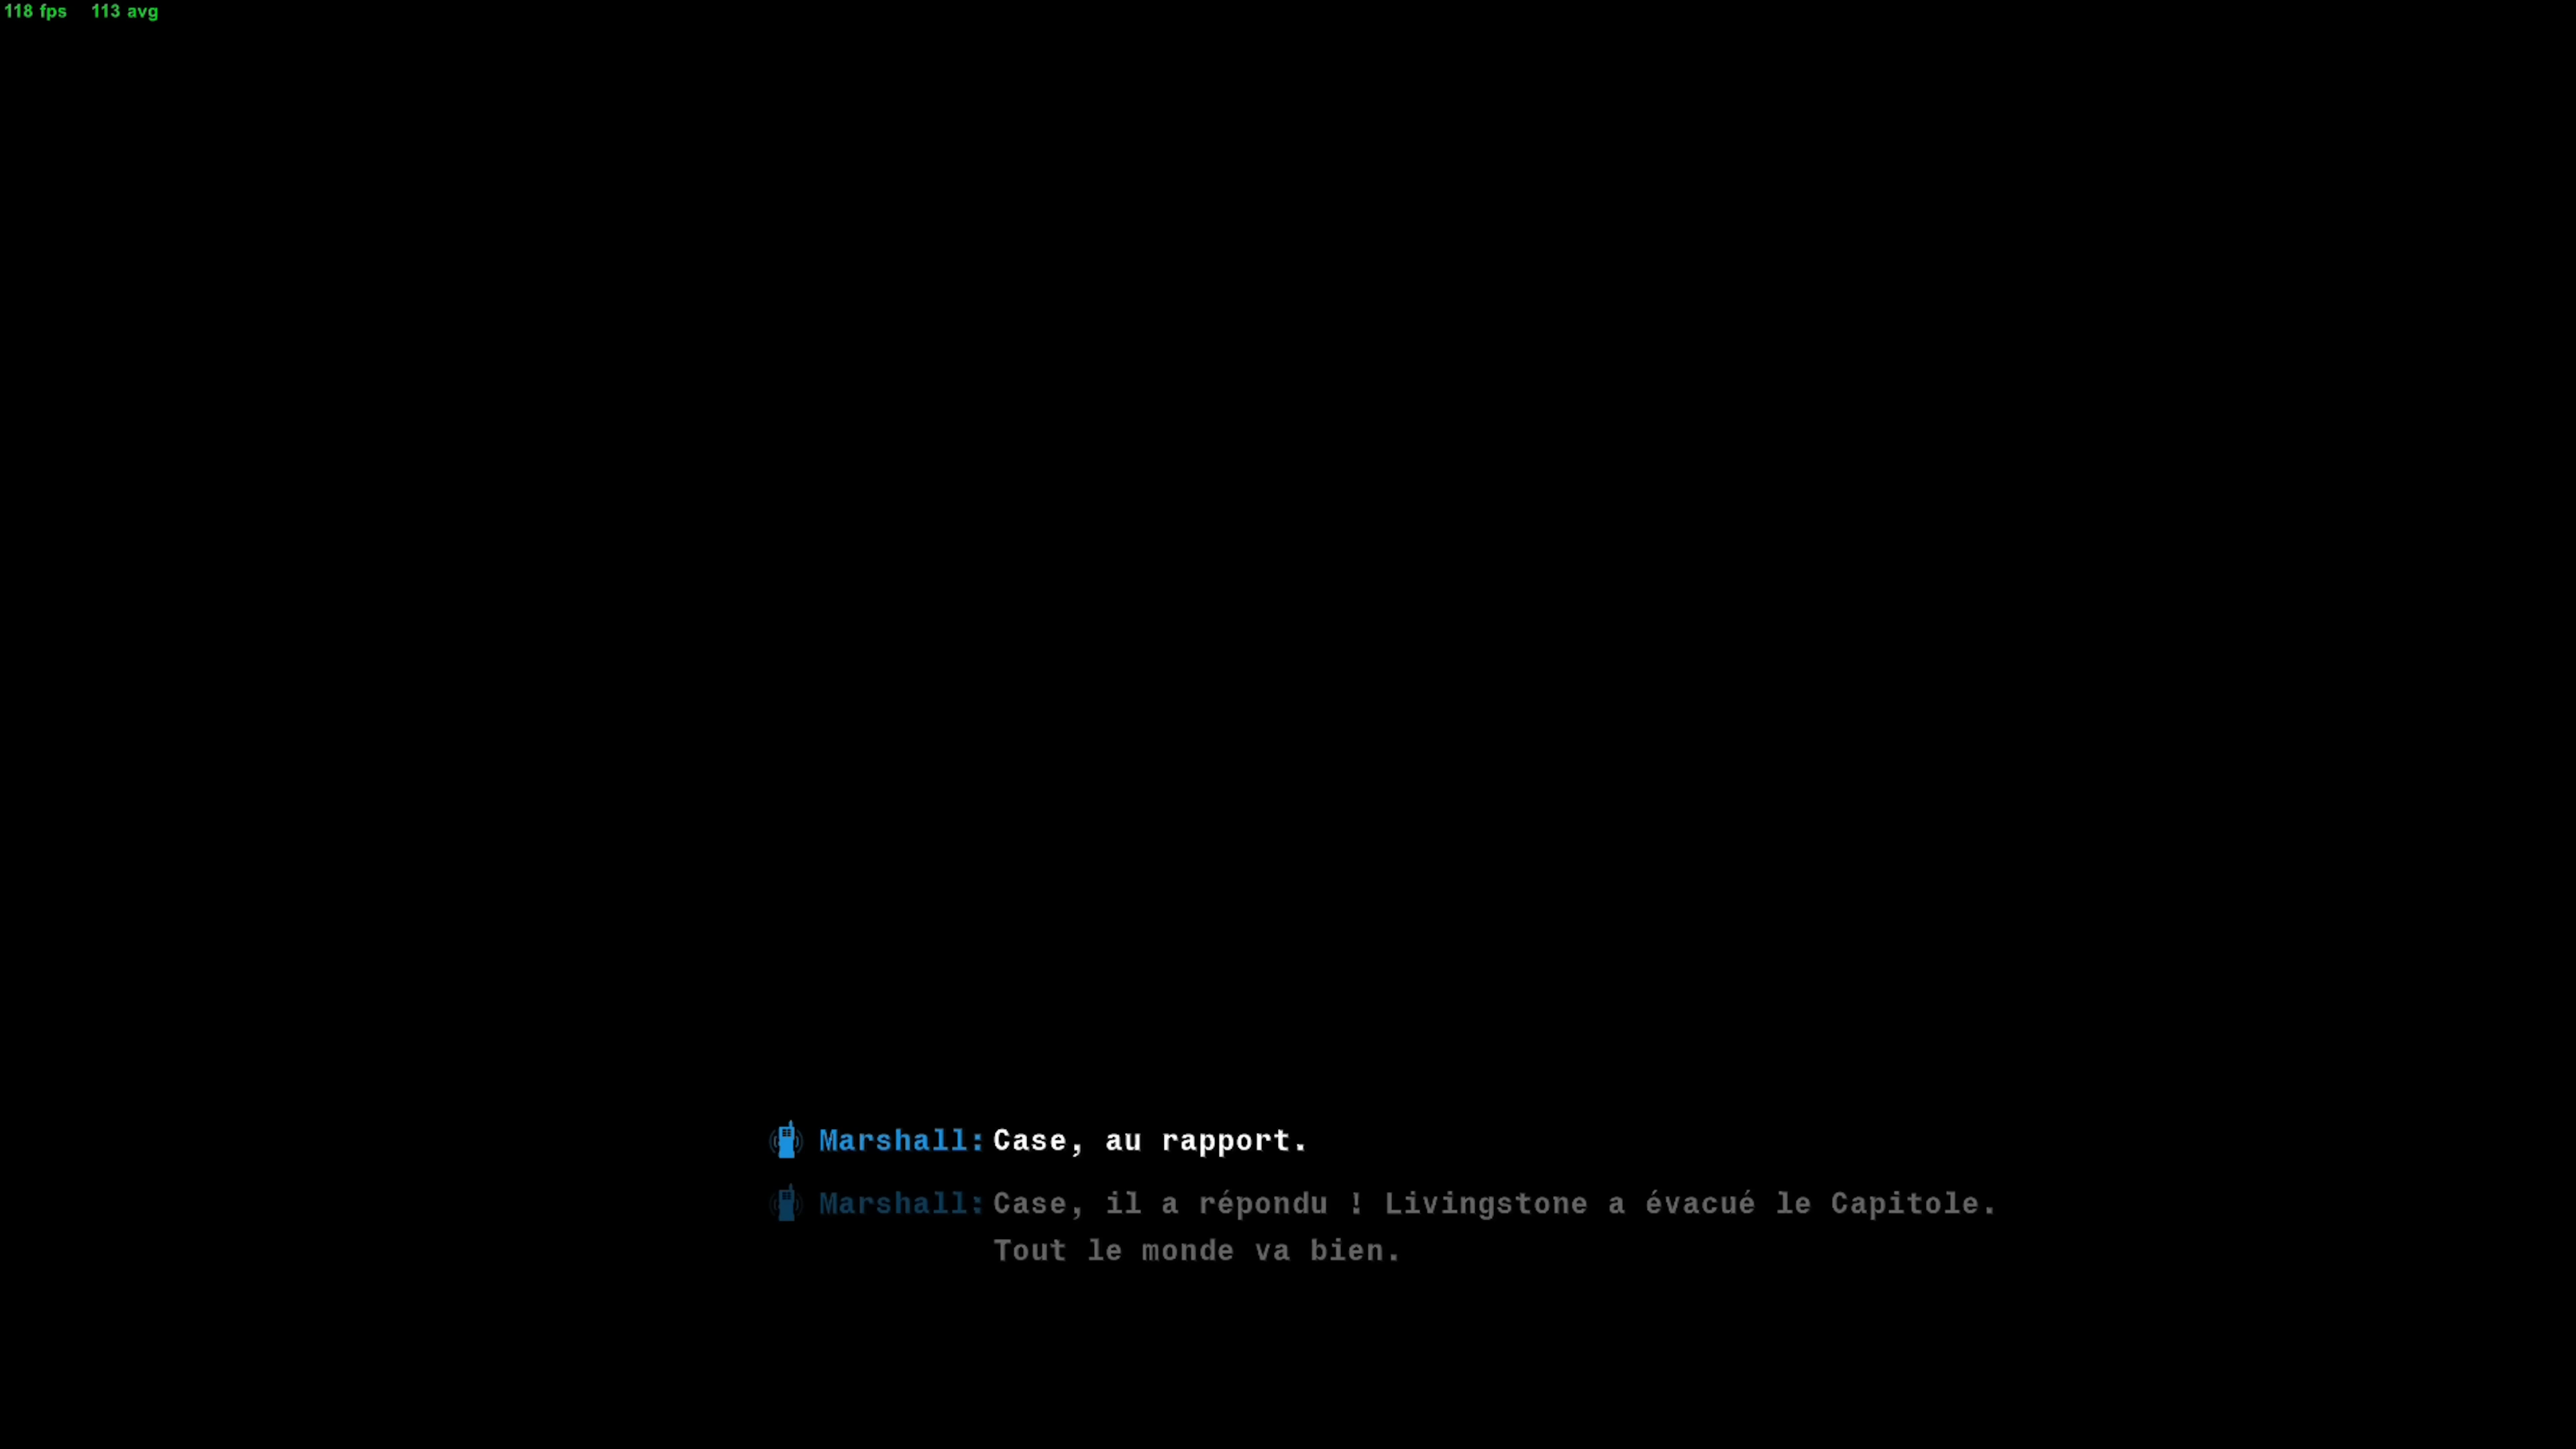 118 fps 113 avg
Marshall: Case, au rapport.
Marshall: Case, il a répondu ! Livingstone a évacué le Capitole.
Tout le monde va bien.